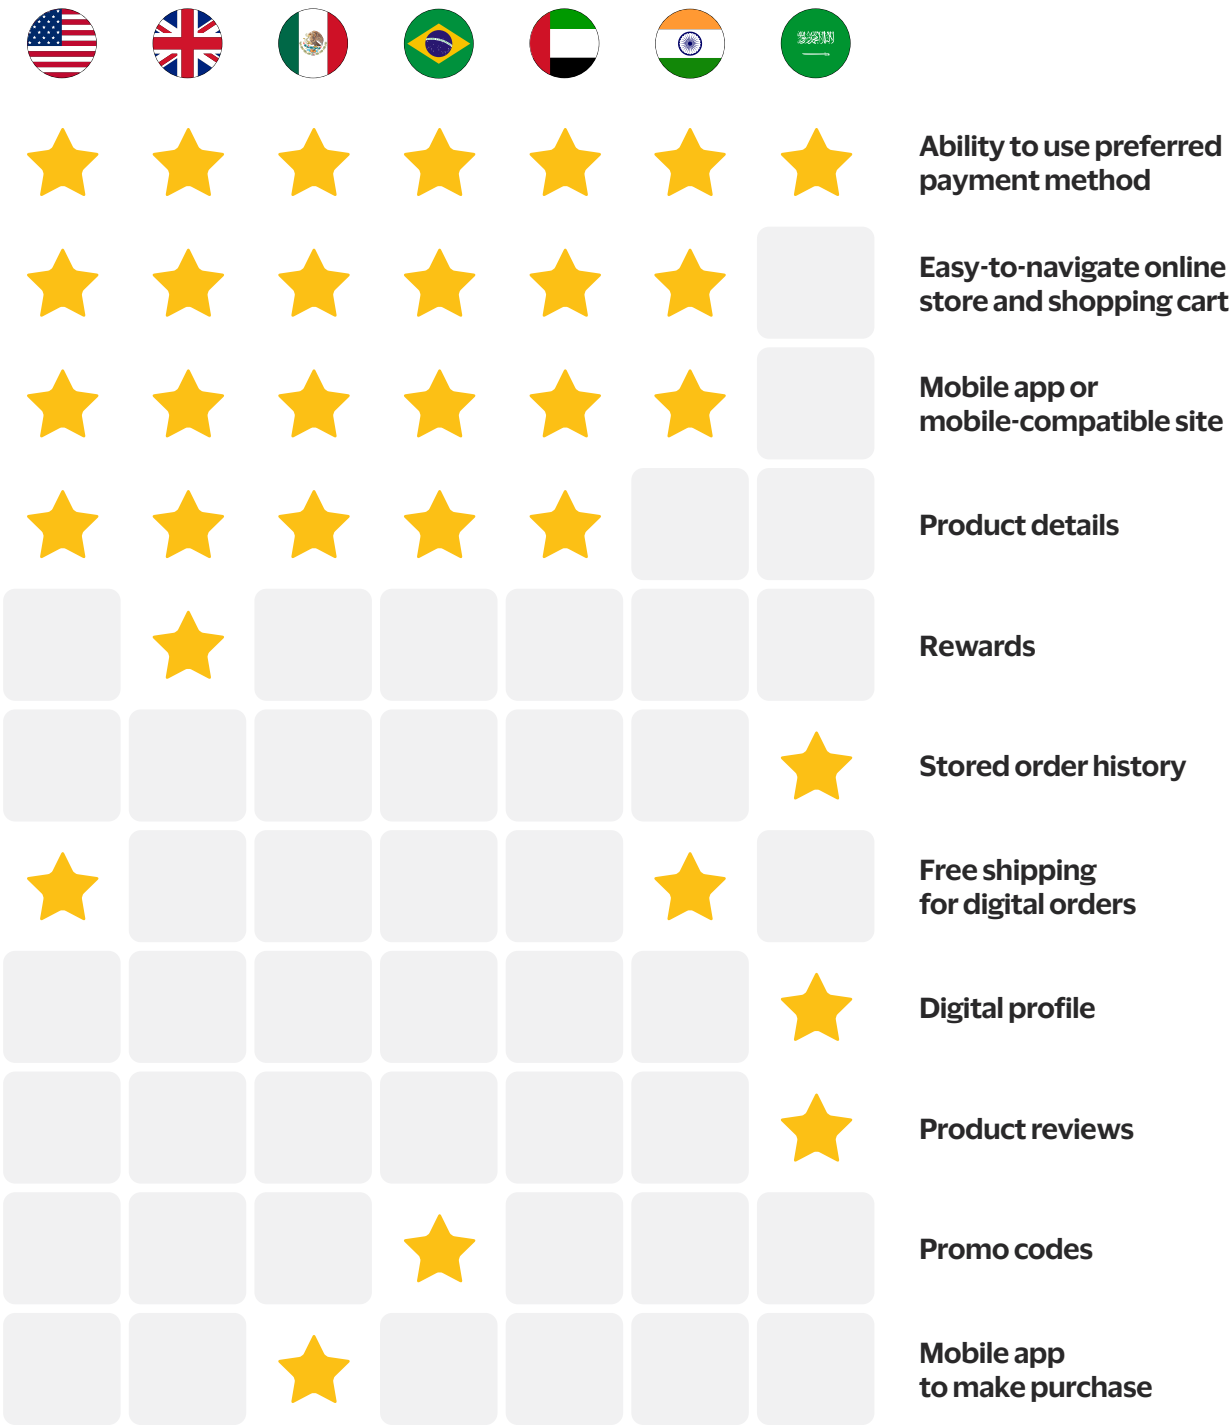 Ability to use preferred
payment method
Easy-to-navigate online
store and shopping cart
Mobile app or
mobile-compatible site
Product details
Rewards
Stored order history
Free shipping
for digital orders
Digital profile
Product reviews
Promo codes
Mobile app
to make purchase